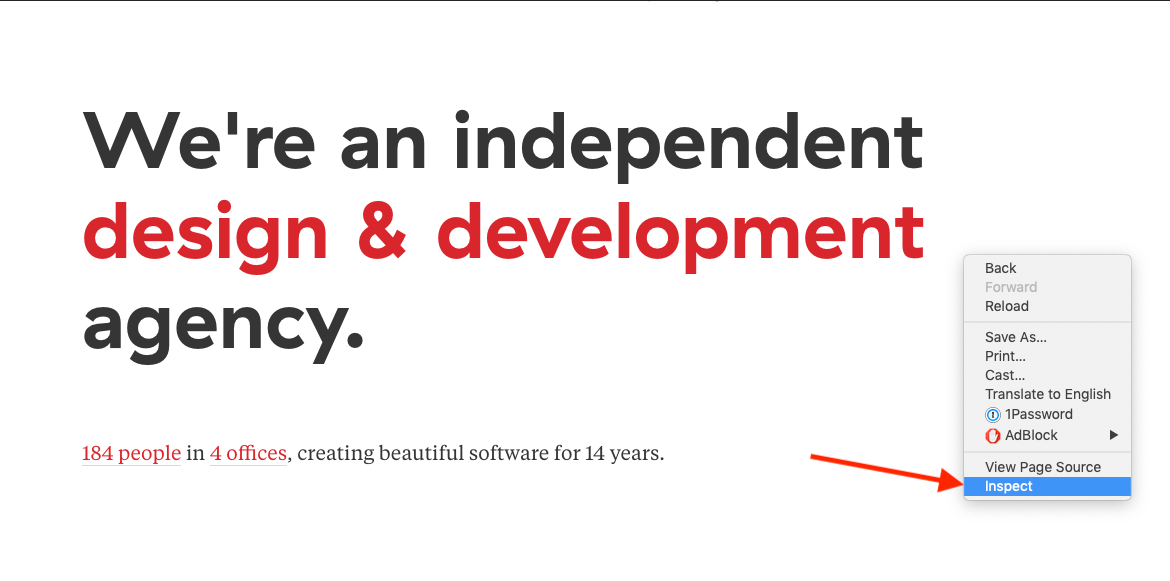 We're an independent
design & development
agency.
184 people in 4 offices, creating beautiful software for 14 years.
Back
Forward
Reload
Save As...
Print...
Cast...
Translate to English
1Password
AdBlock
View Page Source
Inspect